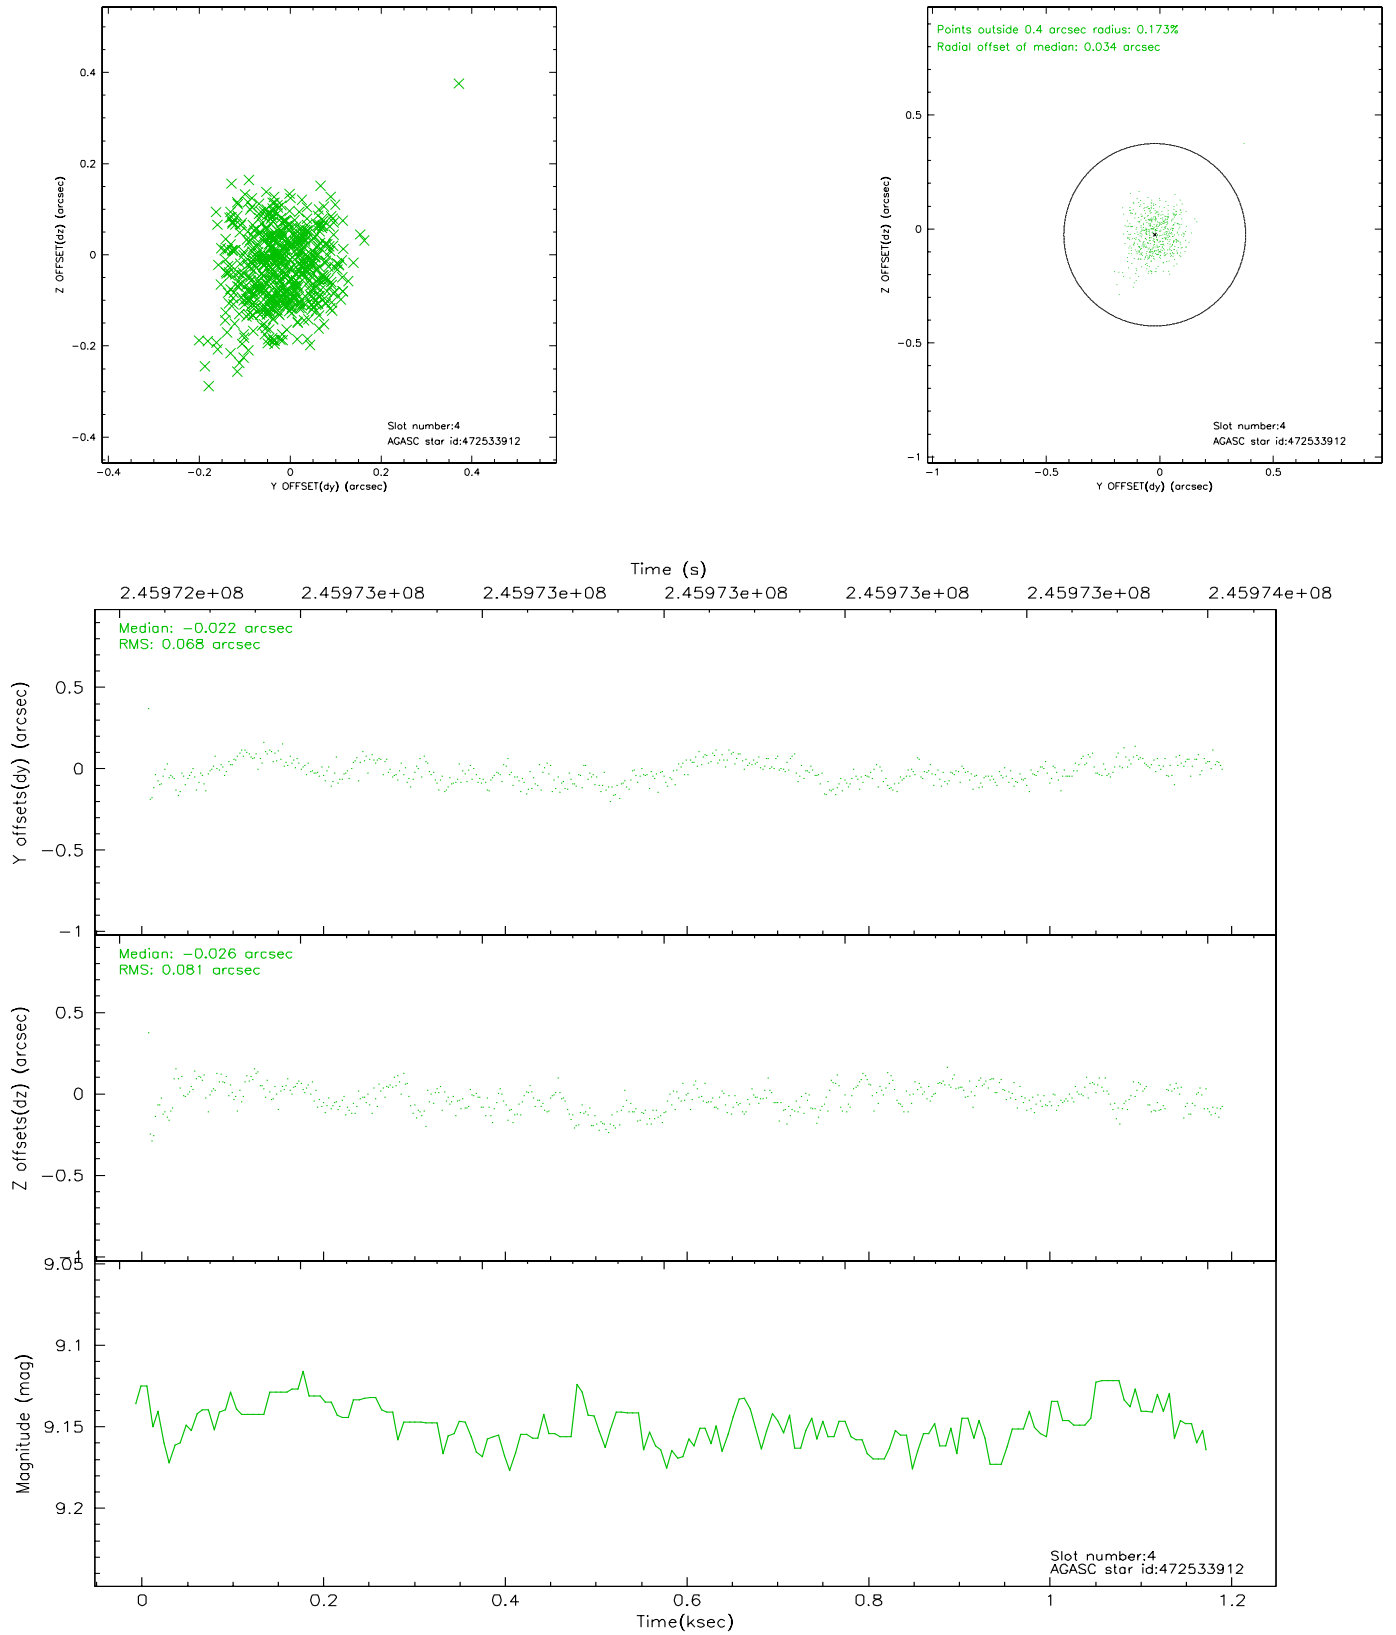 0.4
0.2
0
−0.2
−0.4
−0.4 −0.2 0 0.2 0.4
Z OFFSET(dz) (arcsec)
Y OFFSET(dy) (arcsec)
Slot number:4
AGASC star id:472533912
Points outside 0.4 arcsec radius: 0.173%
Radial offset of median: 0.034 arcsec
0.5
0
−0.5
−1
−1 −0.5 0 0.5
Z OFFSET(dz) (arcsec)
Y OFFSET(dy) (arcsec)
Slot number:4
AGASC star id:472533912
Time (s)
2.45972e+08 2.45973e+08 2.45973e+08 2.45973e+08 2.45973e+08 2.45973e+08 2.45974e+08
Median: −0.022 arcsec
RMS: 0.068 arcsec
0.5
0
−0.5
−1
Y offsets(dy) (arcsec)
Median: −0.026 arcsec
RMS: 0.081 arcsec
0.5
0
−0.5
−1
Z offsets(dz) (arcsec)
9.05
9.1
9.15
9.2
Magnitude (mag)
Slot number:4
AGASC star id:472533912
0 0.2 0.4 0.6 0.8 1 1.2
Time(ksec)